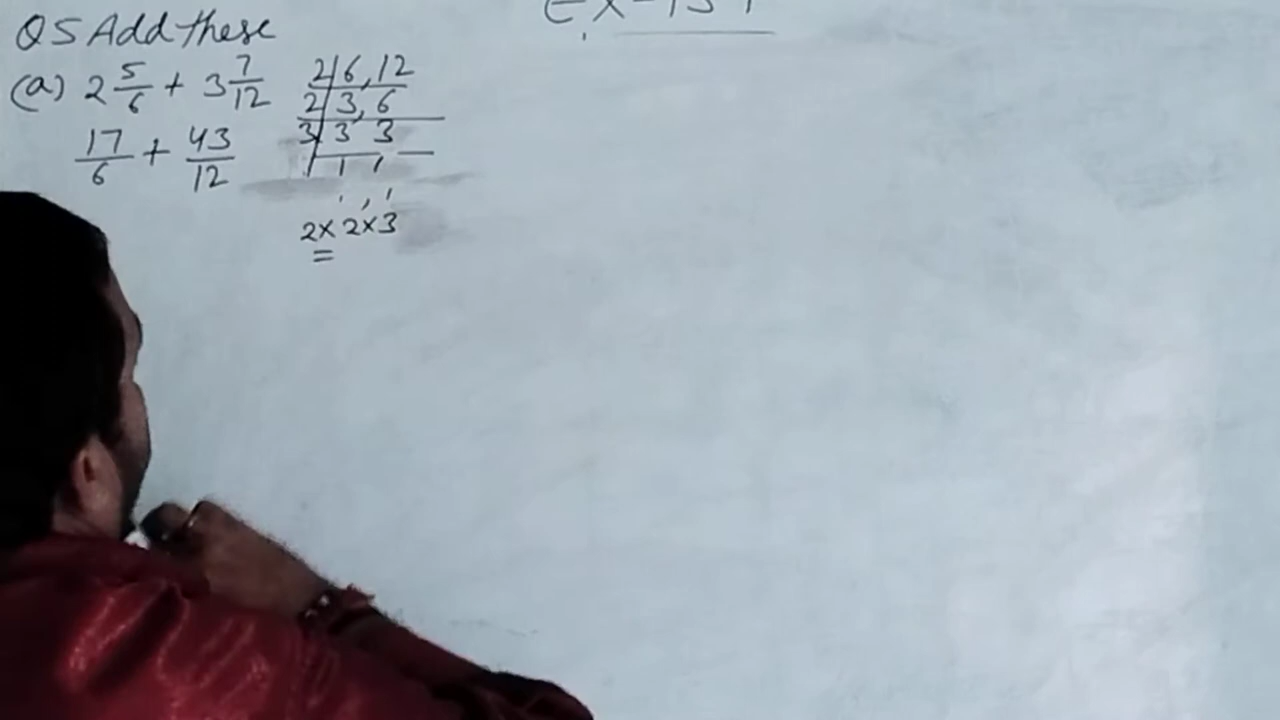 Q5 Add these
(a) 2 5/6 + 3 7/12
17/6 + 43/12
2 | 6, 12
2 | 3, 6
3 | 3 3
1, 1
2 x 2 x 3
=